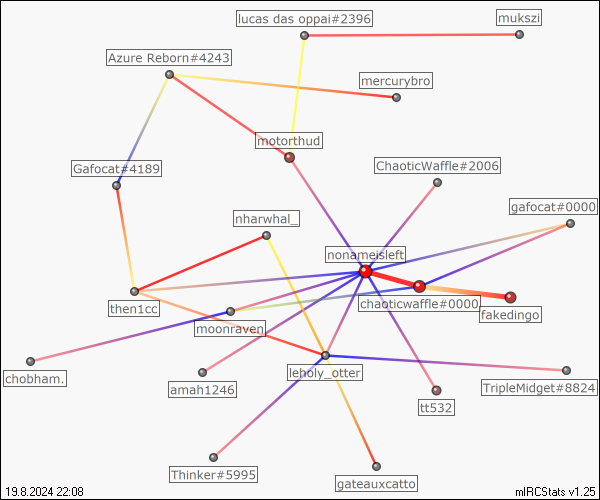 lucas das oppai#2396
mukszi
Azure Reborn#4243
mercurybro
motorthud
Gafocat#4189
ChaoticWaffle#2006
gafocat#0000
nharwhal_
nonameisleft
then1cc
chaoticwaffle#0000
fakedingo
moonraven
chobham.
leholy_otter
amah1246
TripleMidget#8824
tt532
Thinker#5995
gateauxcatto
19.8.2024 22:08
mIRCStats v1.25